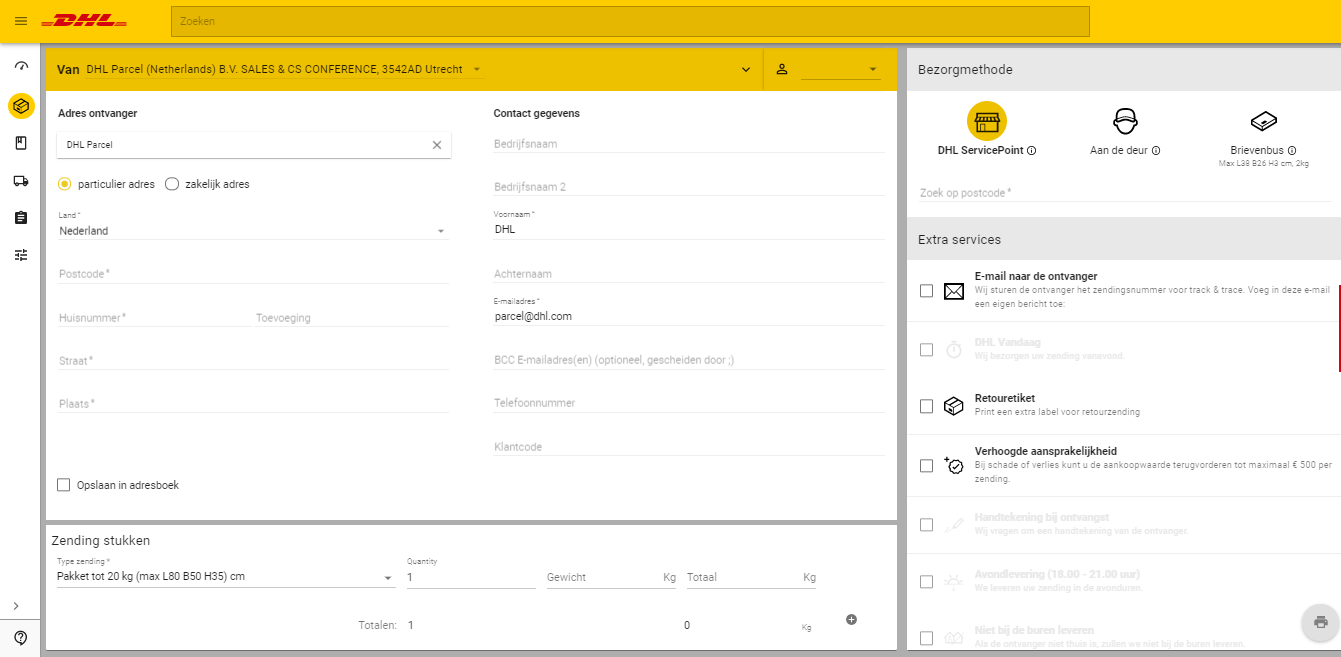 DHL
Zoeken
Van DHL Parcel (Netherlands) B.V. SALES & CS CONFERENCE, 3542AD Utrecht
Adres ontvanger
DHL Parcel
particulier adres
zakelijk adres
Land *
Nederland
Postcode *
Huisnummer *
Toevoeging
Straat *
Plaats *
Opslaan in adresboek
Contact gegevens
Bedrijfsnaam
Bedrijfsnaam 2
Voornaam *
DHL
Achternaam
E-mailadres *
parcel@dhl.com
BCC E-mailadres(en) (optioneel, gescheiden door ;)
Telefoonnummer
Klantcode
Zending stukken
Type zending *
Pakket tot 20 kg (max L80 B50 H35) cm
Quantity
1
Gewicht Kg
Totaal Kg
Totalen: 1 0 Kg
Bezorgmethode
DHL ServicePoint
Aan de deur
Brievenbus
Max L38 B26 H3 cm, 2kg
Zoek op postcode *
Extra services
E-mail naar de ontvanger
Wij sturen de ontvanger het zendingsnummer voor track & trace. Voeg in deze e-mail
een eigen bericht toe:
DHL Vandaag
Wij bezorgen uw zending vanavond.
Retouretiket
Print een extra label voor retourzending
Verhoogde aansprakelijkheid
Bij schade of verlies kunt u de aankoopwaarde terugvorderen tot maximaal € 500 per
zending.
Handtekening bij ontvangst
Wij vragen om een handtekening van de ontvanger.
Avondlevering (18.00 - 21.00 uur)
We leveren uw zending in de avonduren.
Niet bij de buren leveren
Als de ontvanger niet thuis is, zullen we niet bij de buren leveren.